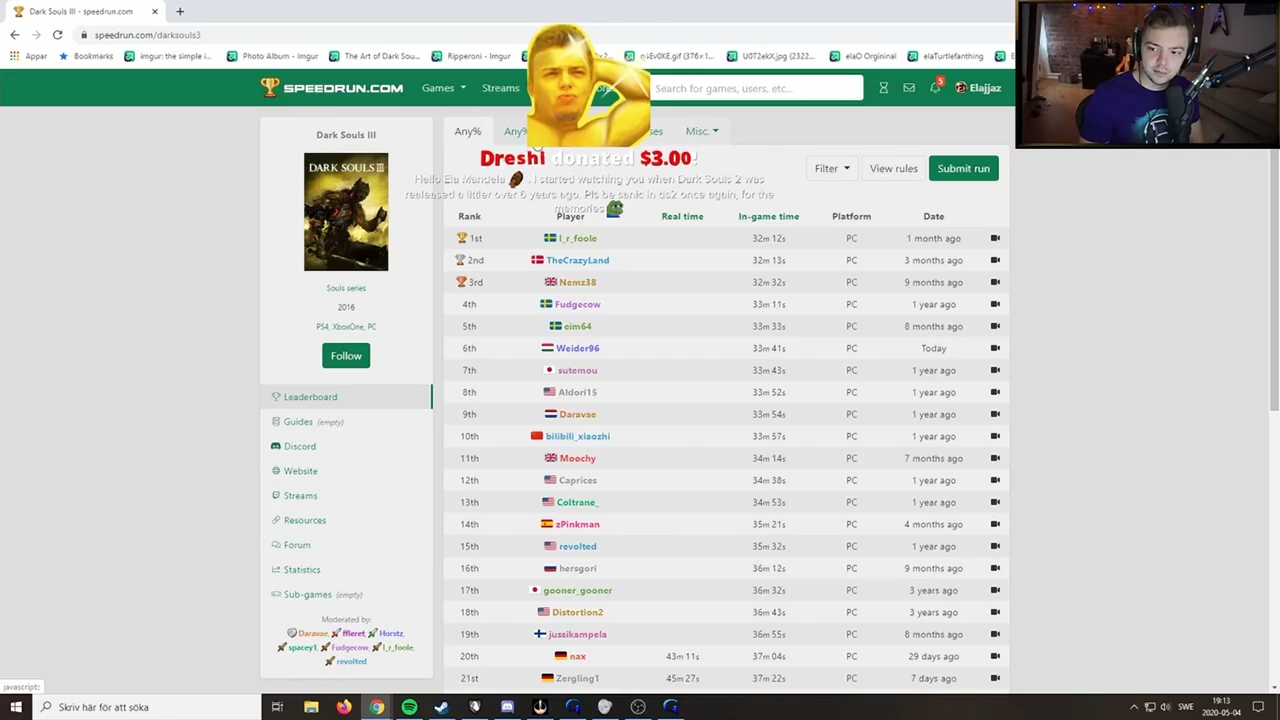 Dark Souls III - speedrun.com
speedrun.com/darksouls3
Appar Bookmarks imgur: the simple i... Photo Album - Imgur The Art of Dark Sou... Ripperoni - Imgur U0T2ekX.jpg (2322... elaO Orgininal elaTurtlefanthing
SPEEDRUN.COM Games Streams Search for games, users, etc... 5 Elajjaz
Dark Souls III
DARK SOULS III
Souls series
2016
PS4, XboxOne, PC
Follow
Leaderboard
Guides (empty)
Discord
Website
Streams
Resources
Forum
Statistics
Sub-games (empty)
Moderated by:
Daravae, ffleret, Horstz,
spacey1, Fudgecow, l_r_foole,
revolted
Any% Any% Misc.
Dreshi donated $3.00!
Hello Ela Mandela . I started watching you when Dark Souls 2 was
realeased a littler over 6 years ago. Pls be sanic in ds2 once again, for the
memories
Filter View rules Submit run
Rank Player Real time In-game time Platform Date
1st l_r_foole 32m 12s PC 1 month ago
2nd TheCrazyLand 32m 13s PC 3 months ago
3rd Nemz38 32m 32s PC 9 months ago
4th Fudgecow 33m 11s PC 1 year ago
5th eim64 33m 33s PC 8 months ago
6th Weider96 33m 41s PC Today
7th sutemou 33m 43s PC 1 year ago
8th Aldori15 33m 52s PC 1 year ago
9th Daravae 33m 54s PC 1 year ago
10th bilibili_xiaozhi 33m 57s PC 1 year ago
11th Moochy 34m 14s PC 7 months ago
12th Caprices 34m 38s PC 1 year ago
13th Coltrane_ 34m 53s PC 1 year ago
14th zPinkman 35m 21s PC 4 months ago
15th revolted 35m 32s PC 1 year ago
16th hersgori 36m 12s PC 9 months ago
17th gooner_gooner 36m 32s PC 3 years ago
18th Distortion2 36m 43s PC 3 years ago
19th jussikampela 36m 55s PC 8 months ago
20th nax 43m 11s 37m 04s PC 29 days ago
21st Zergling1 45m 27s 37m 22s PC 7 days ago
javascript:
Skriv här för att söka
SWE
19:13
2020-05-04